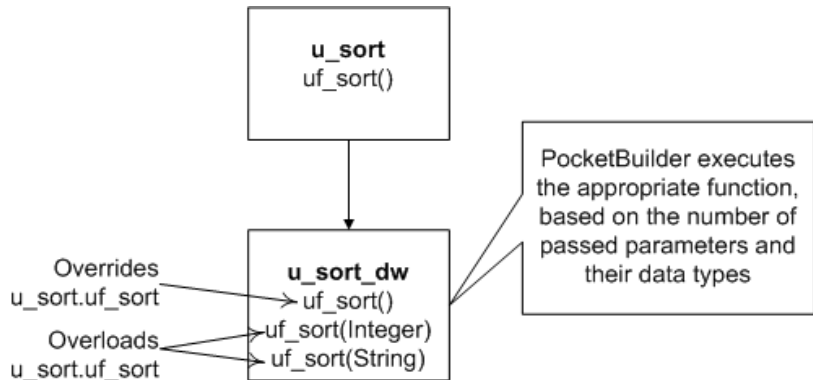 u_sort
uf_sort()
PocketBuilder executes
the appropriate function,
based on the number of
passed parameters and
their data types
Overrides
u_sort.uf_sort
Overloads
u_sort.uf_sort
u_sort_dw
uf_sort()
uf_sort(Integer)
uf_sort(String)